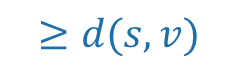 ≥ d(s, v)